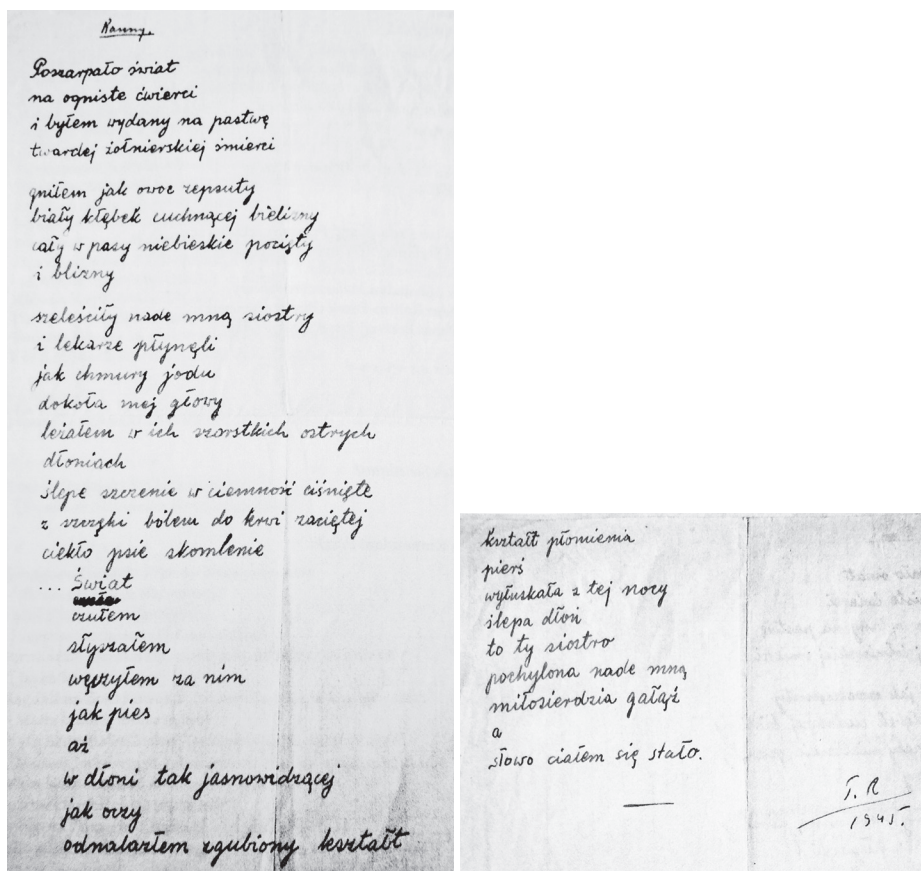 Ranny.
Poszarpało świat
na ogniste ćwierci
i byłem wydany na pastwę
twardej żołnierskiej śmierci
gniłem jak owoc zepsuty
biały kłębek cuchnącej bielizny
cały w pasy niebieskie pocięty
i blizny
szeleściły nade mną siostry
i lekarze płynęli
jak chmury jodu
dokoła mej głowy
leżałem w ich szorstkich ostrych
dłoniach
ślepe szczenie w ciemność ciśnięte
z szczęki bólem do krwi zaciętej
ciekło psie skomlenie
... Świat
czułem
słyszałem
węszyłem za nim
jak pies
aż
w dłoni tak jasnowidzącej
jak oczy
odnalazłem zgubiony kształt
kształt płomienia
pierś
wyłuskała z tej nocy
ślepa dłoń
to ty siostro
pochylona nade mną
miłosierdzia gałąź
a
słowo ciałem się stało.
T. R
1945.